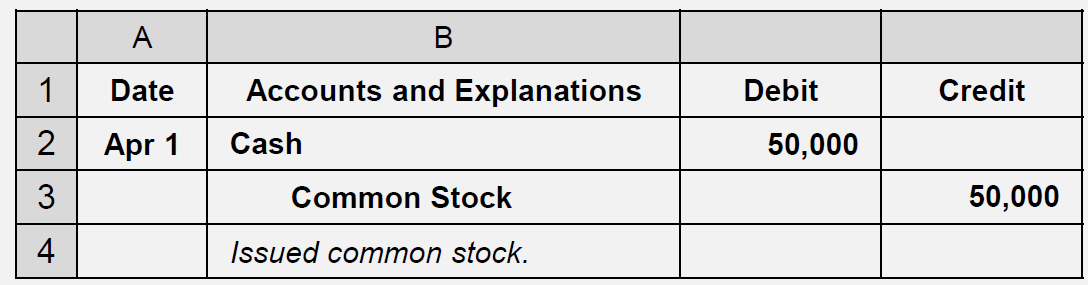 A B
1 Date Accounts and Explanations Debit Credit
2 Apr 1 Cash 50,000
3 Common Stock 50,000
4 Issued common stock.